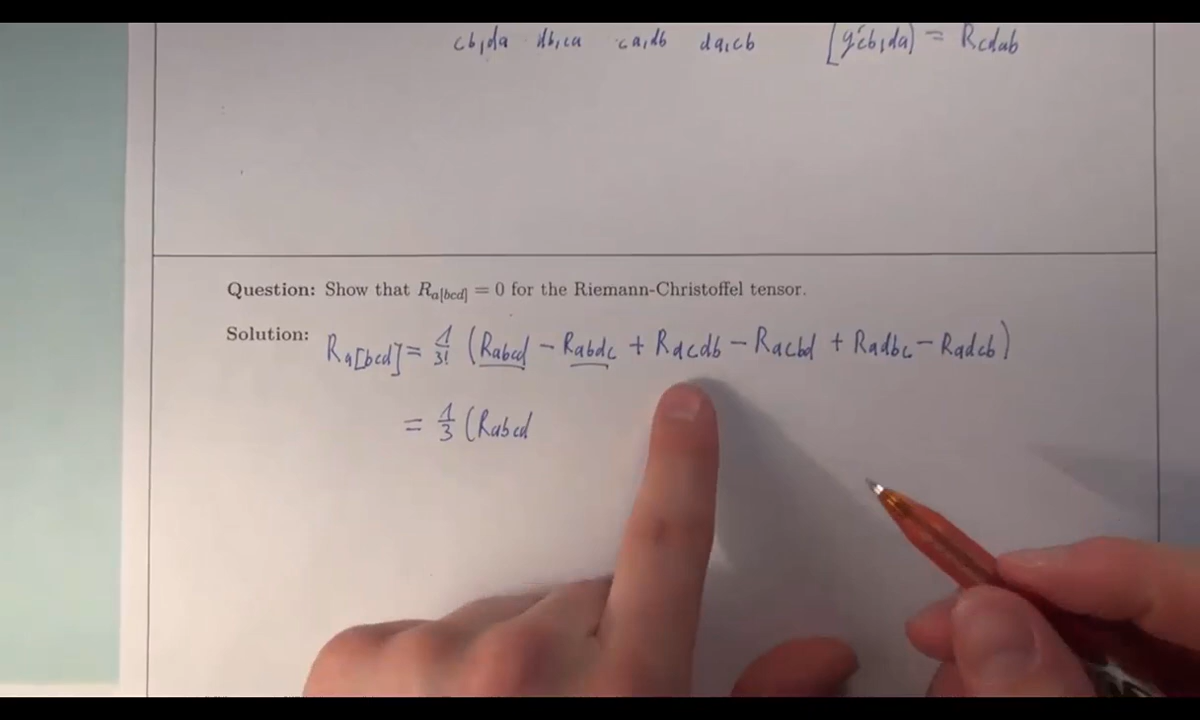 cb,da db,ca ca,db da,cb [gcb,da] = Rcdab
Question: Show that Ra[bcd] = 0 for the Riemann-Christoffel tensor.
Solution: Ra[bcd] = 1/3! (Rabcd − Rabdc + Racdb − Racbd + Radbc − Radcb)
= 1/3 (Rabcd